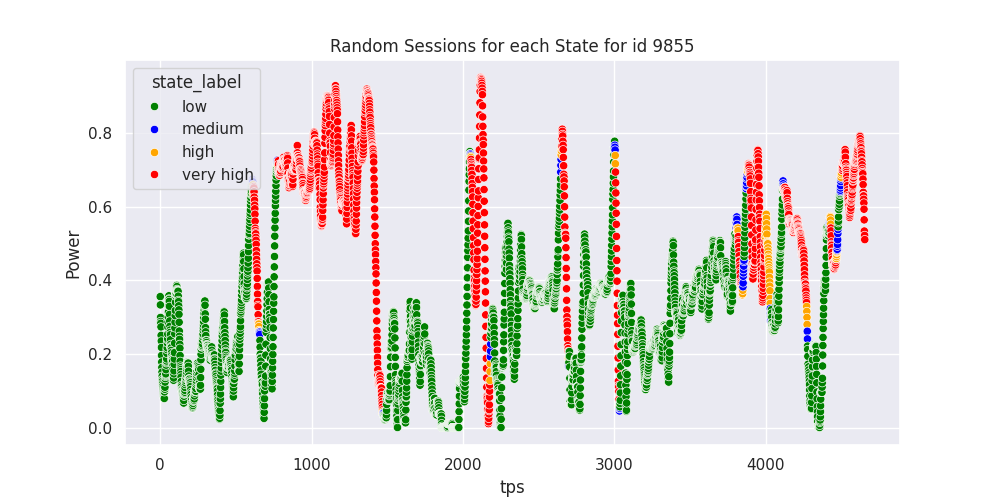 Random Sessions for each State for id 9855
state_label
low
medium
high
very high
Power
0.8
0.6
0.4
0.2
0.0
0 1000 2000 3000 4000
tps